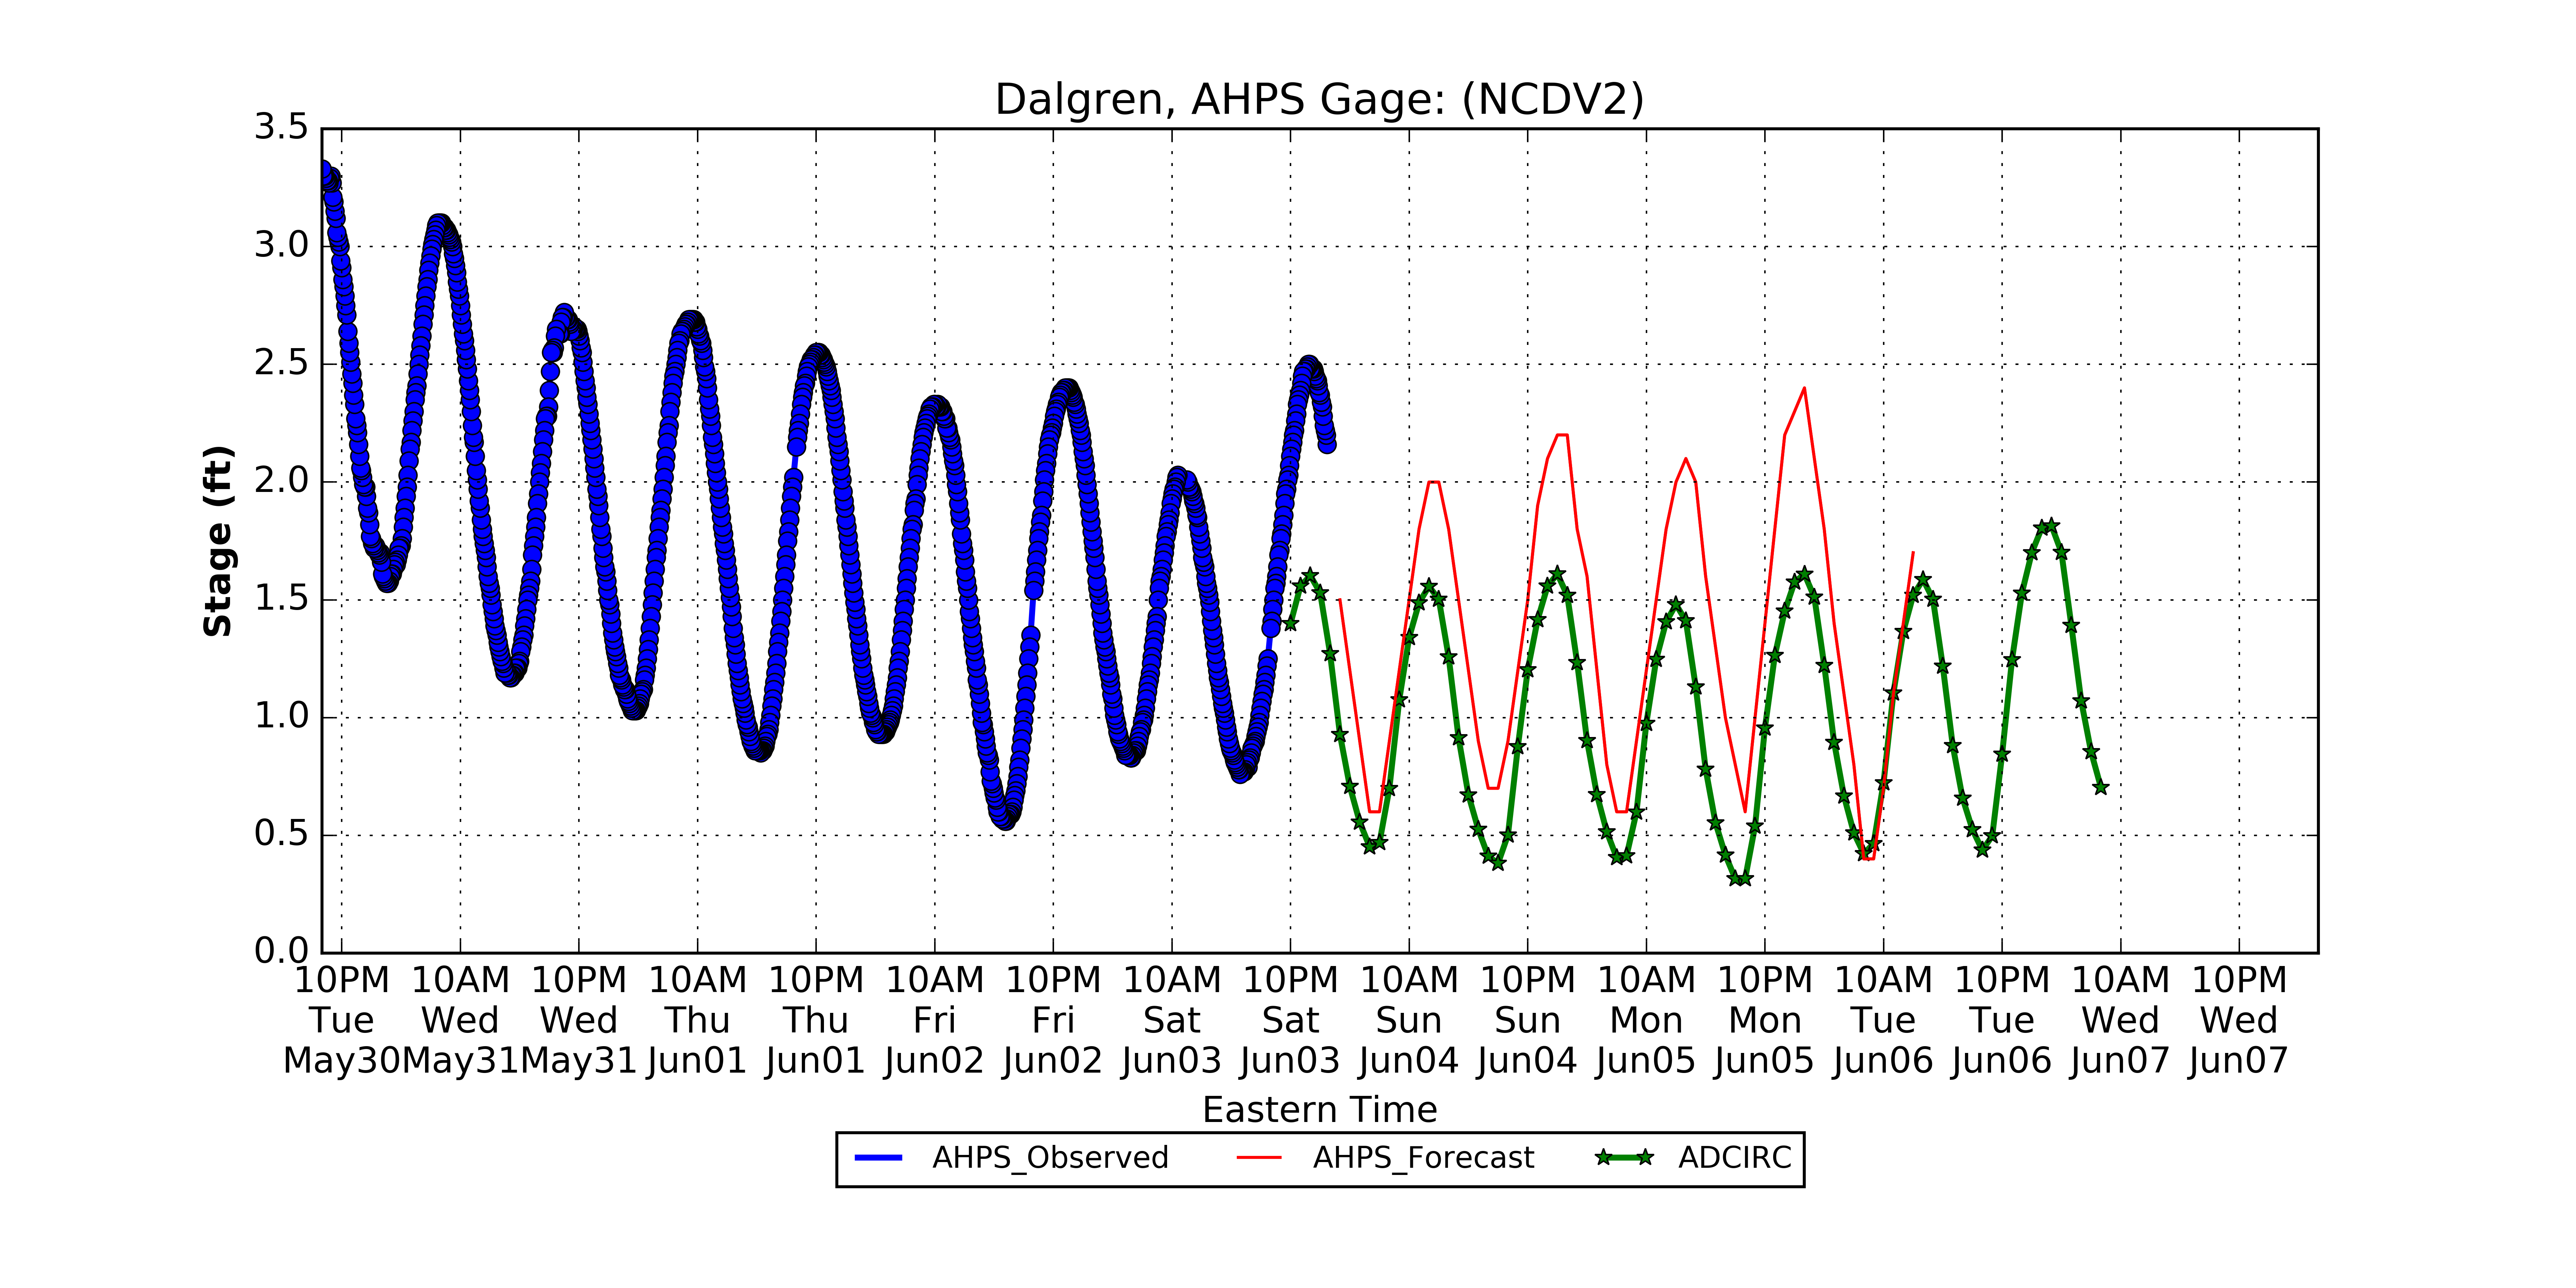 Dalgren, AHPS Gage: (NCDV2)
3.5
3.0
2.5
2.0
1.5
1.0
0.5
0.0
Stage (ft)
10PM 10AM 10PM 10AM 10PM 10AM 10PM 10AM 10PM 10AM 10PM 10AM 10PM 10AM 10PM 10AM 10PM
Tue Wed Wed Thu Thu Fri Fri Sat Sat Sun Sun Mon Mon Tue Tue Wed Wed
May30 May31 May31 Jun01 Jun01 Jun02 Jun02 Jun03 Jun03 Jun04 Jun04 Jun05 Jun05 Jun06 Jun06 Jun07 Jun07
Eastern Time
AHPS_Observed AHPS_Forecast ADCIRC